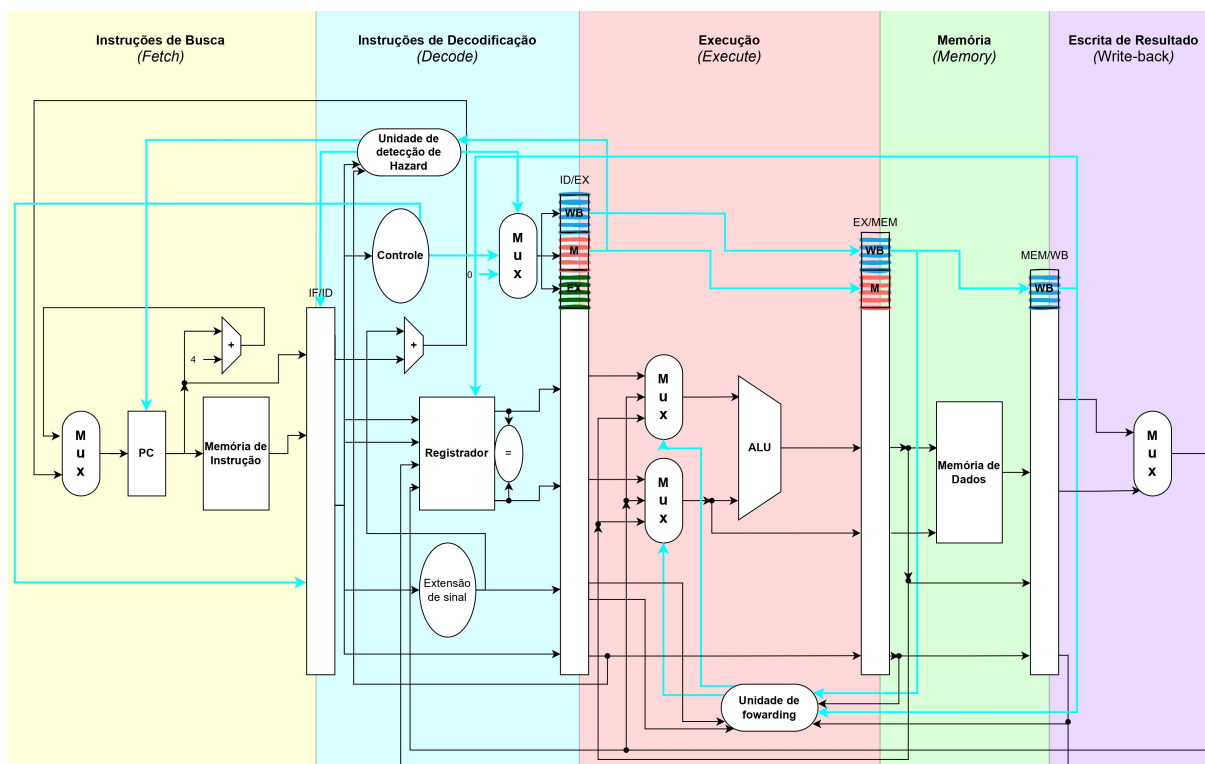 Instruções de Busca
(Fetch)
Instruções de Decodificação
(Decode)
Execução
(Execute)
Memória
(Memory)
Escrita de Resultado
(Write-back)
Unidade de
detecção de
Hazard
ID/EX
WB
M
EX
Controle
M
u
x
0
EX/MEM
WB
M
MEM/WB
WB
IF/ID
+
4
+
M
u
x
PC
Memória de
Instrução
Registrador
=
Extensão
de sinal
M
u
x
M
u
x
ALU
Memória de
Dados
M
u
x
Unidade de
fowarding